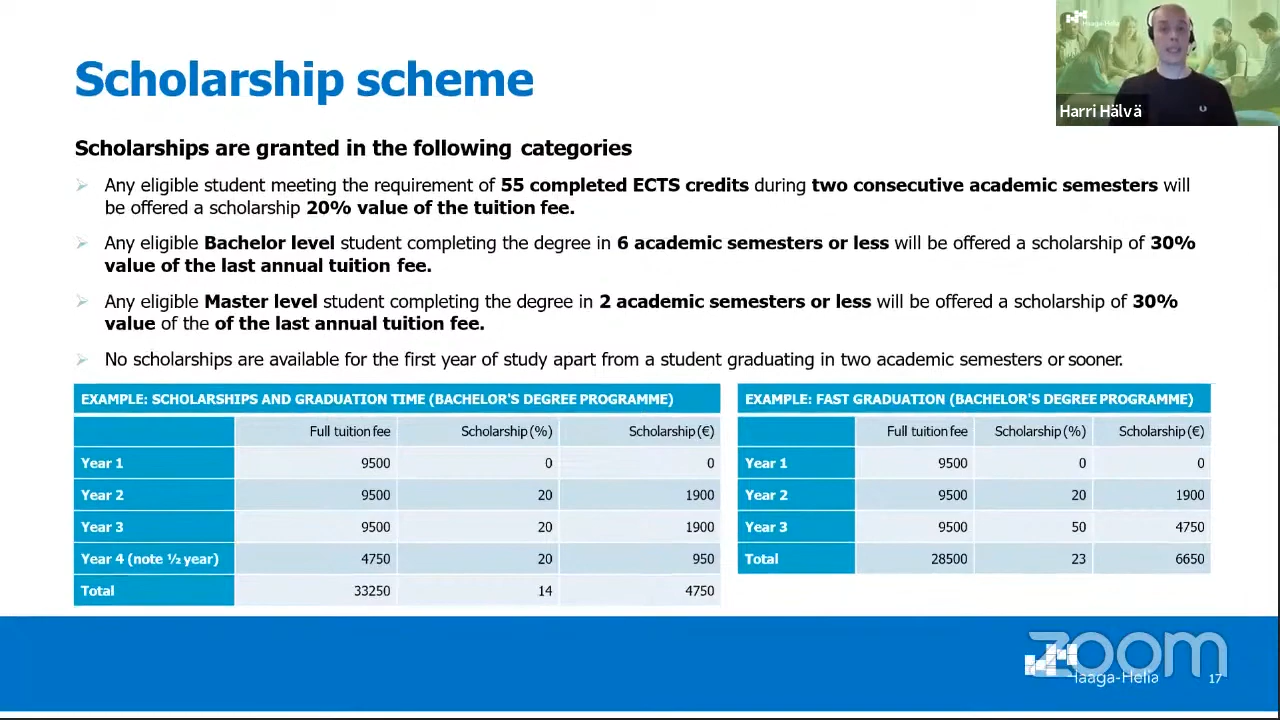 Haaga-Helia
Harri Hälvä
Scholarship scheme
Scholarships are granted in the following categories
Any eligible student meeting the requirement of 55 completed ECTS credits during two consecutive academic semesters will
be offered a scholarship 20% value of the tuition fee.
Any eligible Bachelor level student completing the degree in 6 academic semesters or less will be offered a scholarship of 30%
value of the last annual tuition fee.
Any eligible Master level student completing the degree in 2 academic semesters or less will be offered a scholarship of 30%
value of the of the last annual tuition fee.
No scholarships are available for the first year of study apart from a student graduating in two academic semesters or sooner.
EXAMPLE: SCHOLARSHIPS AND GRADUATION TIME (BACHELOR'S DEGREE PROGRAMME)
Full tuition fee Scholarship (%) Scholarship (€)
Year 1 9500 0 0
Year 2 9500 20 1900
Year 3 9500 20 1900
Year 4 (note ½ year) 4750 20 950
Total 33250 14 4750
EXAMPLE: FAST GRADUATION (BACHELOR'S DEGREE PROGRAMME)
Full tuition fee Scholarship (%) Scholarship (€)
Year 1 9500 0 0
Year 2 9500 20 1900
Year 3 9500 50 4750
Total 28500 23 6650
zoom
Haaga-Helia
17